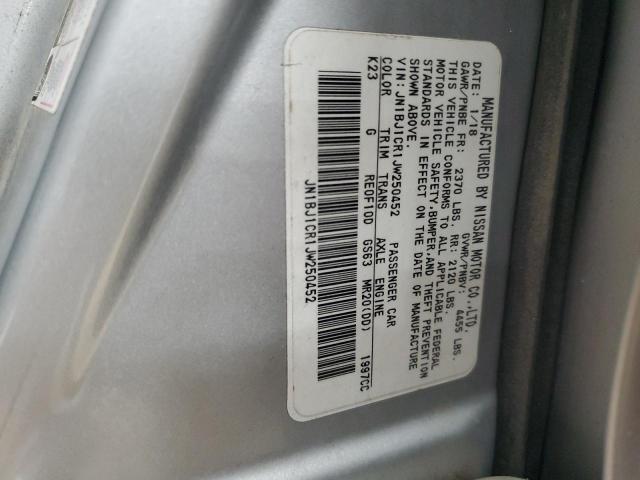 MANUFACTURED BY NISSAN MOTOR CO.,LTD.
DATE: 1/18 GVWR/PNBV: 4455 LBS.
GAWR/PNBE FR: 2370 LBS. RR: 2120 LBS.
THIS VEHICLE CONFORMS TO ALL APPLICABLE FEDERAL
MOTOR VEHICLE SAFETY,BUMPER,AND THEFT PREVENTION
STANDARDS IN EFFECT ON THE DATE OF MANUFACTURE
SHOWN ABOVE.
VIN:JN1BJ1CR1JW250452 PASSENGER CAR
COLOR TRIM TRANS AXLE ENGINE
K23 G RE0F10D GS63 MR20(DD) 1997CC
JN1BJ1CR1JW250452